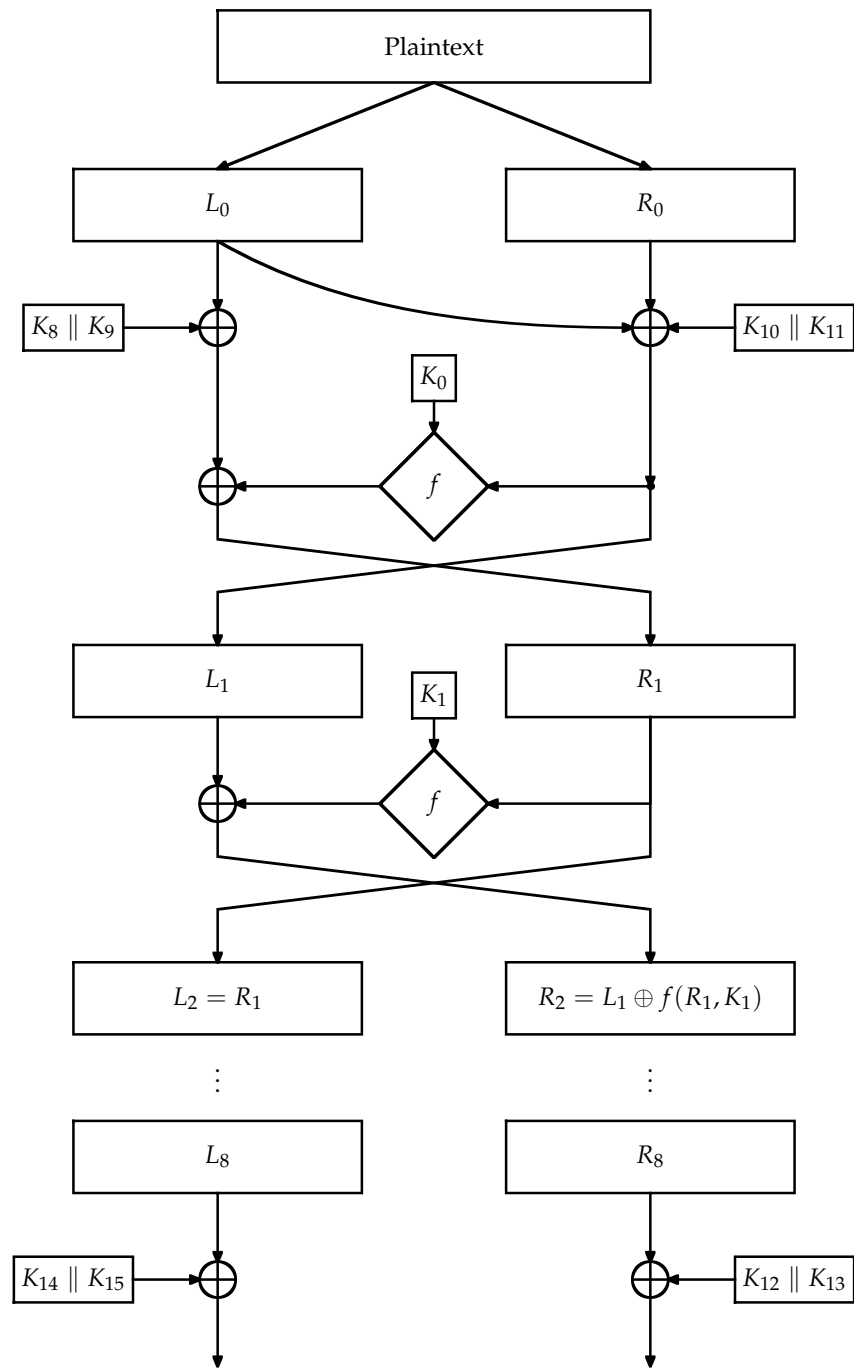 Plaintext
L₀
R₀
K₈ ∥ K₉
K₁₀ ∥ K₁₁
K₀
f
L₁
R₁
K₁
f
L₂ = R₁
R₂ = L₁ ⊕ f(R₁, K₁)
⋮
⋮
L₈
R₈
K₁₄ ∥ K₁₅
K₁₂ ∥ K₁₃